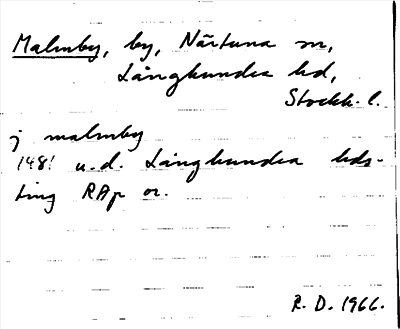 Malmby, by, Närtuna sn,
Långhundra hd,
Stockh. l.
j malmby
1481 u.d. Långhundra hds-
ting RAp or.
R. D. 1966.